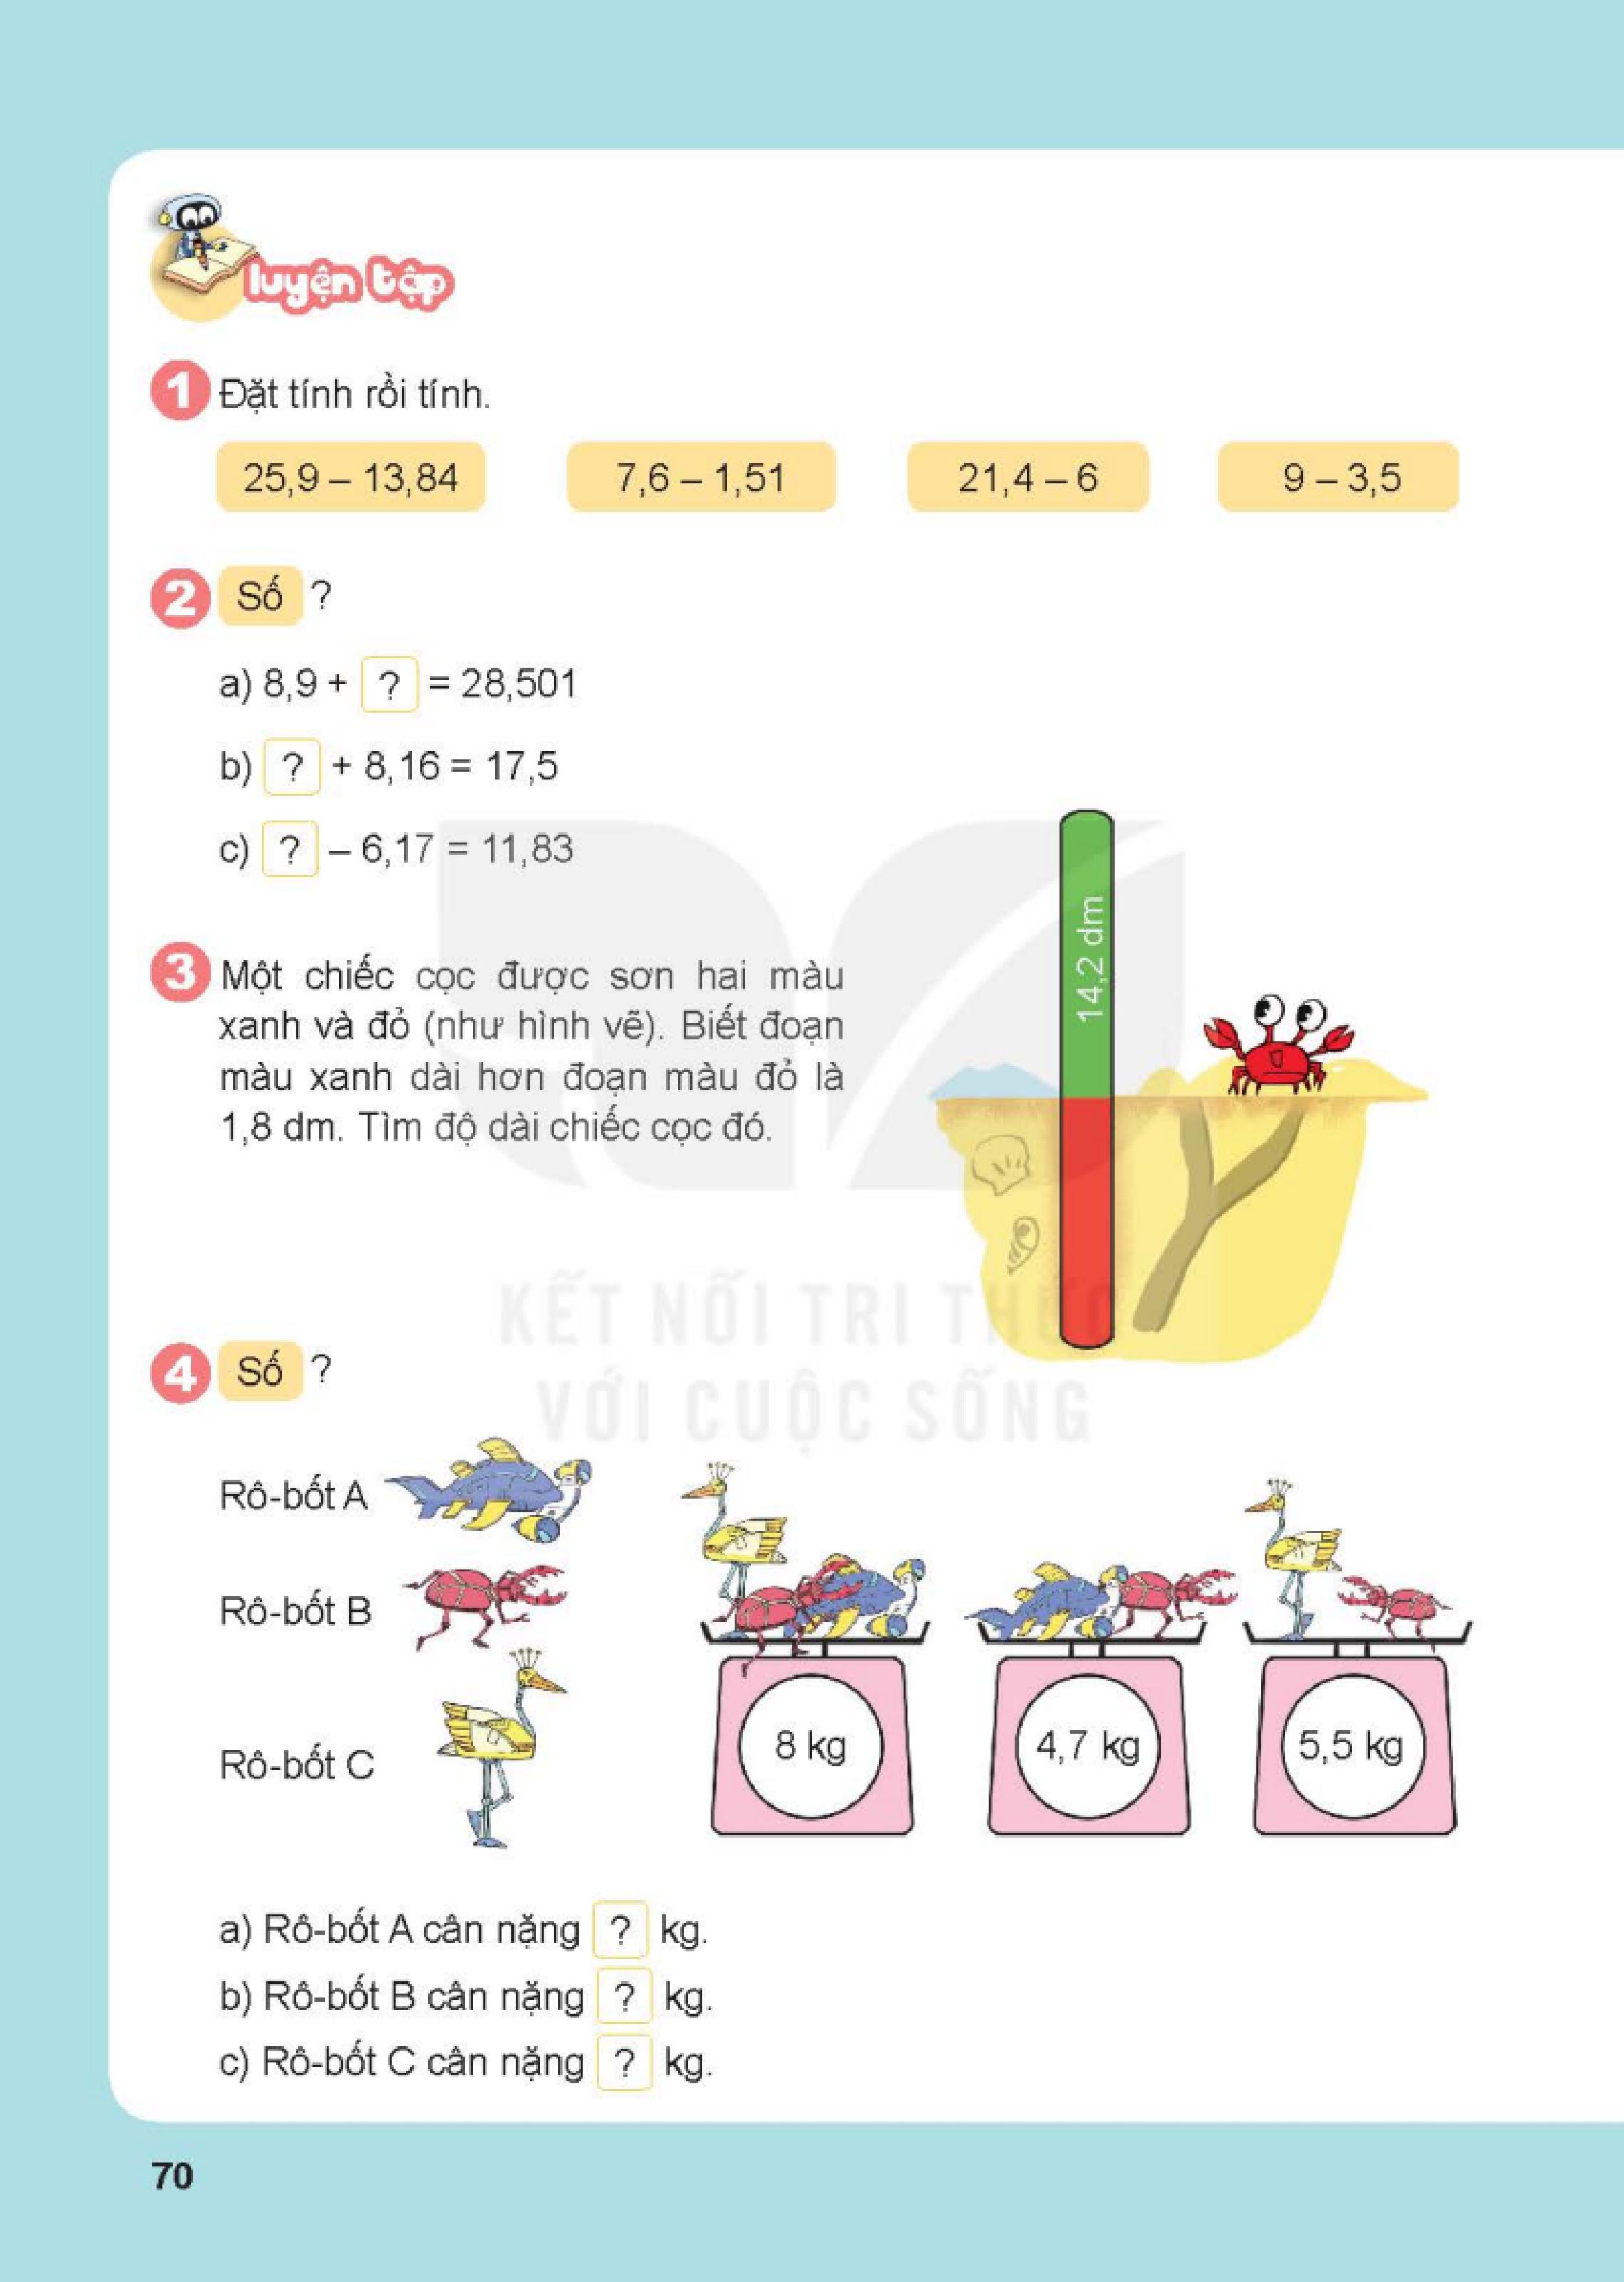 luyện tập
1 Đặt tính rồi tính.
25,9 – 13,84 7,6 – 1,51 21,4 – 6 9 – 3,5
2 Số ?
a) 8,9 + ? = 28,501
b) ? + 8,16 = 17,5
c) ? – 6,17 = 11,83
3 Một chiếc cọc được sơn hai màu
xanh và đỏ (như hình vẽ). Biết đoạn
màu xanh dài hơn đoạn màu đỏ là
1,8 dm. Tìm độ dài chiếc cọc đó.
14,2 dm
KẾT NỐI TRI THỨC
VỚI CUỘC SỐNG
4 Số ?
Rô-bốt A
Rô-bốt B
Rô-bốt C
8 kg 4,7 kg 5,5 kg
a) Rô-bốt A cân nặng ? kg.
b) Rô-bốt B cân nặng ? kg.
c) Rô-bốt C cân nặng ? kg.
70